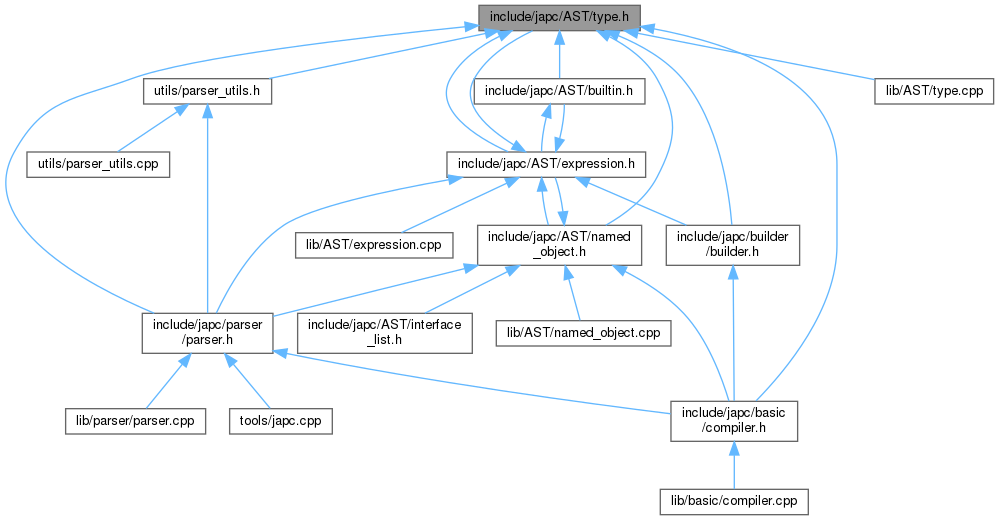 include/japc/AST/type.h
utils/parser_utils.h
include/japc/AST/builtin.h
lib/AST/type.cpp
utils/parser_utils.cpp
include/japc/AST/expression.h
lib/AST/expression.cpp
include/japc/AST/named
_object.h
include/japc/builder
/builder.h
include/japc/parser
/parser.h
include/japc/AST/interface
_list.h
lib/AST/named_object.cpp
lib/parser/parser.cpp
tools/japc.cpp
include/japc/basic
/compiler.h
lib/basic/compiler.cpp